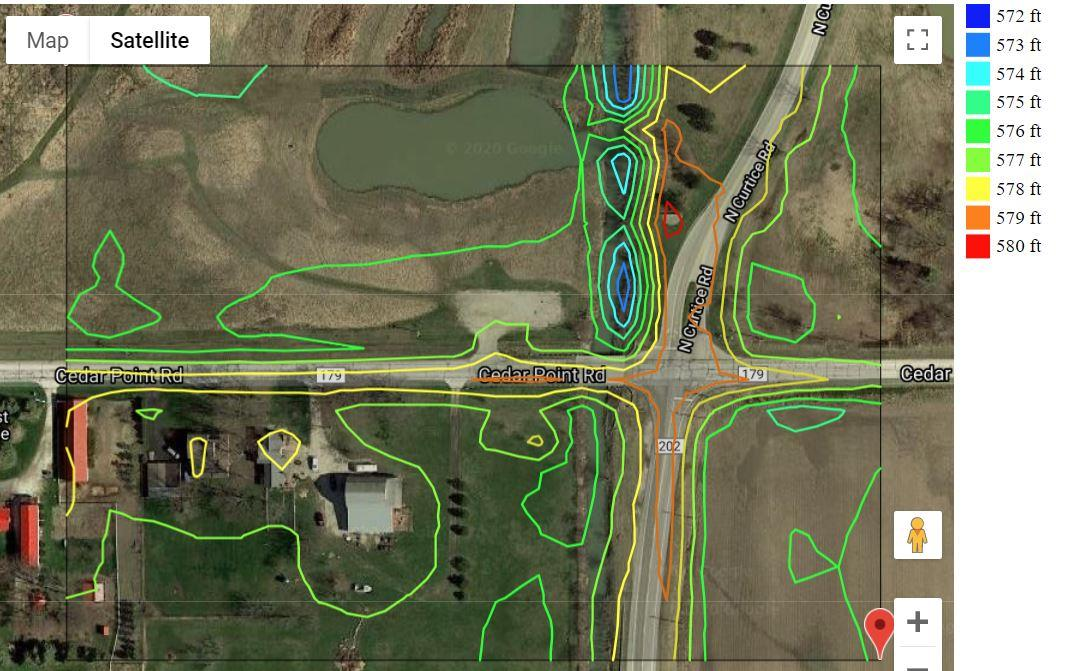 Map
Satellite
© 2020 Google
N Cu
N Curtice Rd
N Curtice Rd
Cedar Point Rd
179
Cedar Point Rd
179
Cedar
st
e
202
572 ft
573 ft
574 ft
575 ft
576 ft
577 ft
578 ft
579 ft
580 ft